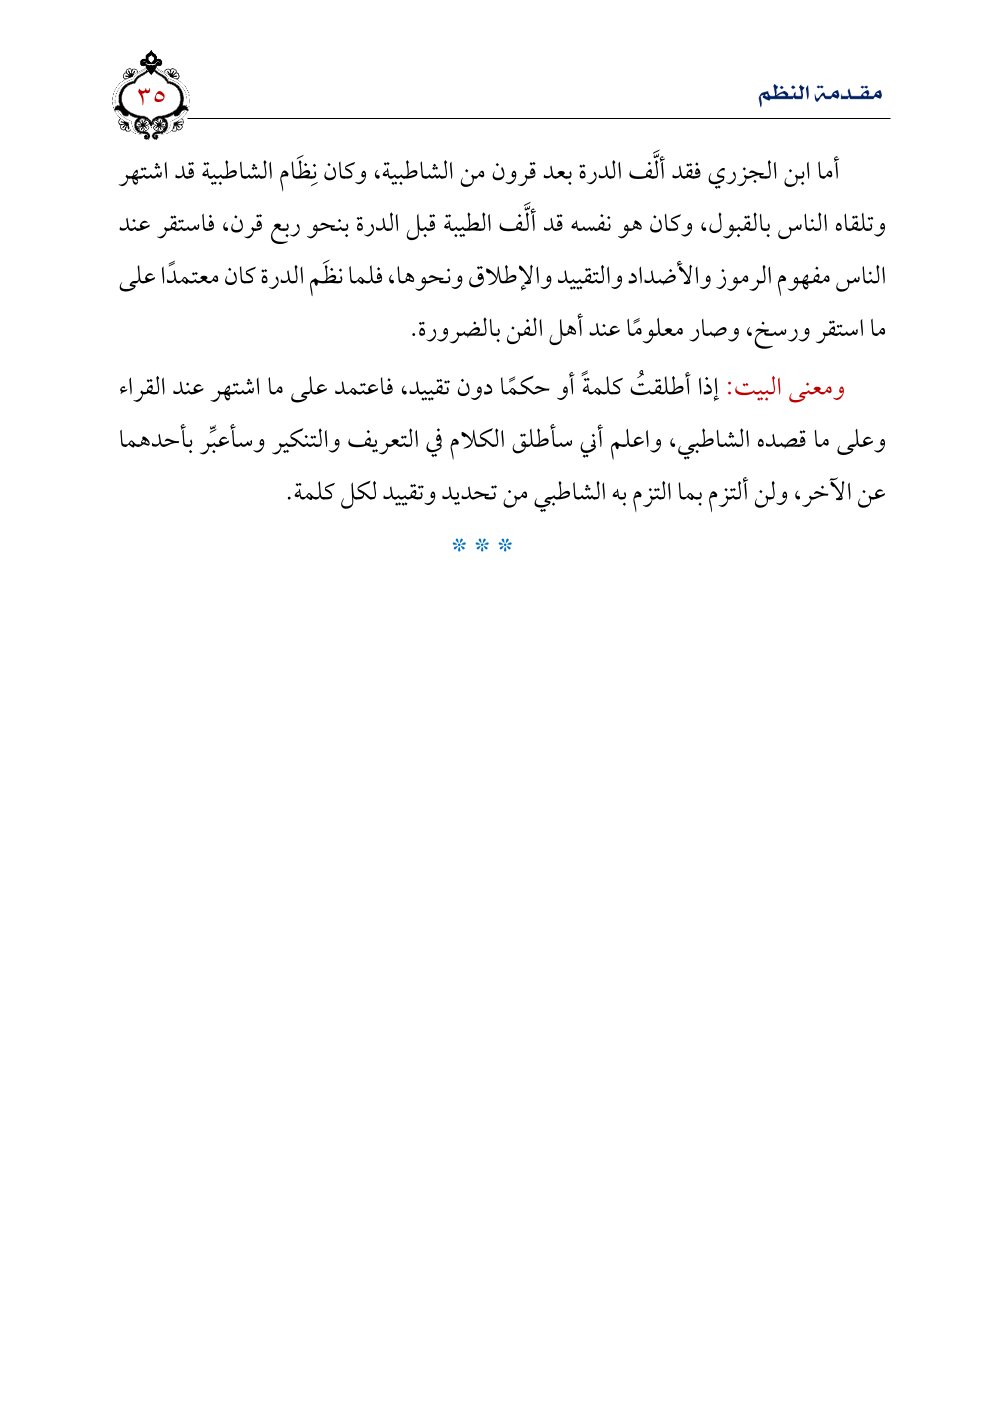 مقدمة النظم
٣٥
أما ابن الجزري فقد ألَّف الدرة بعد قرون من الشاطبية، وكان نِظَام الشاطبية قد اشتهر
وتلقاه الناس بالقبول، وكان هو نفسه قد ألَّف الطيبة قبل الدرة بنحو ربع قرن، فاستقر عند
الناس مفهوم الرموز والأضداد والتقييد والإطلاق ونحوها، فلما نظَم الدرة كان معتمدًا على
ما استقر ورسخ، وصار معلومًا عند أهل الفن بالضرورة.
ومعنى البيت: إذا أطلقتُ كلمةً أو حكمًا دون تقييد، فاعتمد على ما اشتهر عند القراء
وعلى ما قصده الشاطبي، واعلم أني سأطلق الكلام في التعريف والتنكير وسأعبِّر بأحدهما
عن الآخر، ولن ألتزم بما التزم به الشاطبي من تحديد وتقييد لكل كلمة.
* * *